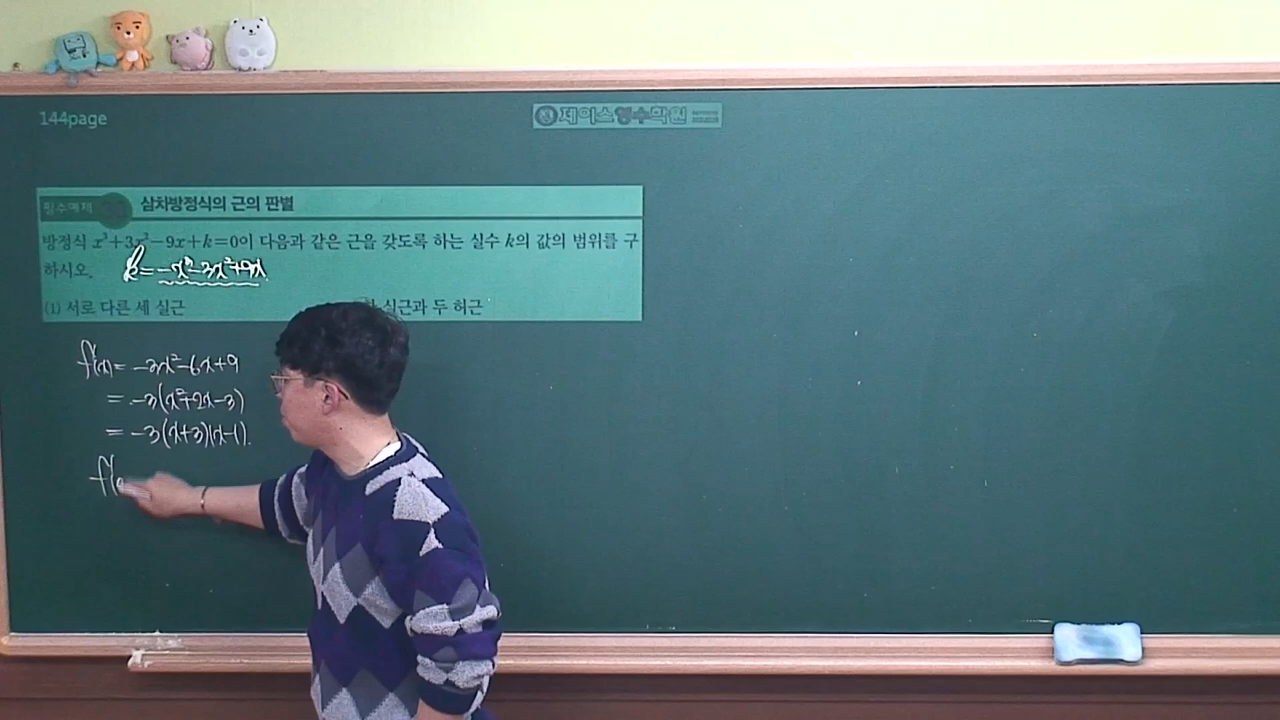 144page
제이스영수학원
필수예제 삼차방정식의 근의 판별
방정식 x³+3x²−9x+k=0이 다음과 같은 근을 갖도록 하는 실수 k의 값의 범위를 구
하시오. k=−x³−3x²+9x
(1) 서로 다른 세 실근 실근과 두 허근
f'(x)= −3x²−6x+9
= −3(x²+2x−3)
= −3(x+3)(x−1).
f'(